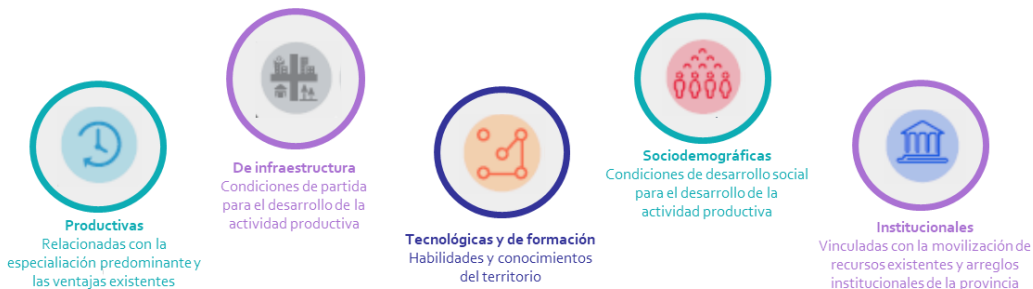 Productivas
Relacionadas con la
especialiación predominante y
las ventajas existentes
De infraestructura
Condiciones de partida
para el desarrollo de la
actividad productiva
Tecnológicas y de formación
Habilidades y conocimientos
del territorio
Sociodemográficas
Condiciones de desarrollo social
para el desarrollo de la
actividad productiva
Institucionales
Vinculadas con la movilización de
recursos existentes y arreglos
institucionales de la provincia